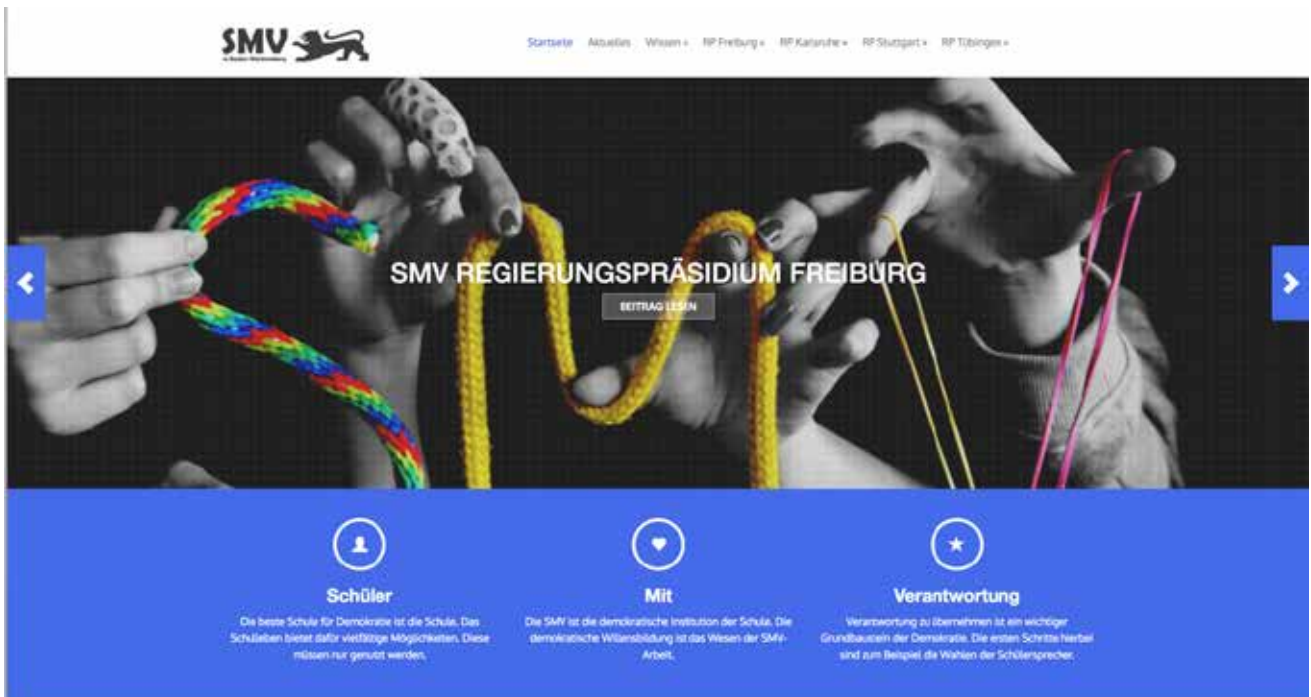 SMV
in Baden-Württemberg
Startseite Aktuelles Wissen » RP Freiburg » RP Karlsruhe » RP Stuttgart » RP Tübingen »
SMV REGIERUNGSPRÄSIDIUM FREIBURG
BEITRAG LESEN
Schüler
Die beste Schule für Demokratie ist die Schule. Das
Schulleben bietet dafür vielfältige Möglichkeiten. Diese
müssen nur genutzt werden.
Mit
Die SMV ist die demokratische Institution der Schule. Die
demokratische Willensbildung ist das Wesen der SMV-
Arbeit.
Verantwortung
Verantwortung zu übernehmen ist ein wichtiger
Grundbaustein der Demokratie. Die ersten Schritte hierbei
sind zum Beispiel die Wahlen der Schülersprecher.